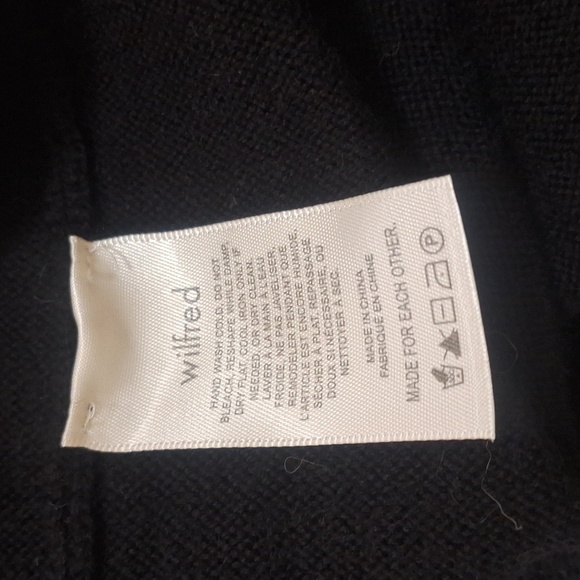 wilfred
HAND WASH COLD. DO NOT
BLEACH, RESHAPE WHILE DAMP.
DRY FLAT, COOL IRON ONLY IF
NEEDED, OR DRY CLEAN.
LAVER À LA MAIN À L'EAU
FROIDE. NE PAS JAVELISER.
REMODELER PENDANT QUE
L'ARTICLE EST ENCORE HUMIDE.
SÉCHER À PLAT. REPASSAGE
DOUX SI NÉCESSAIRE, OU
NETTOYER À SEC.
MADE IN CHINA
FABRIQUÉ EN CHINE
MADE FOR EACH OTHER.
P